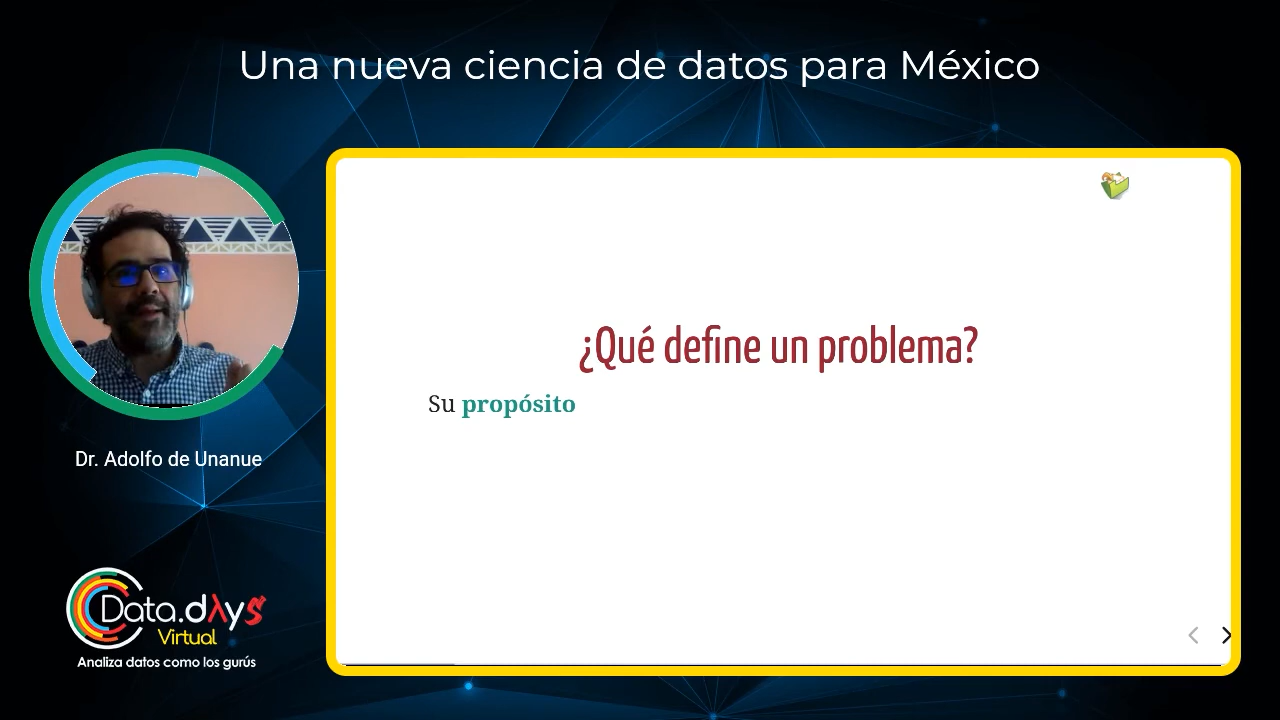 Una nueva ciencia de datos para México
¿Qué define un problema?
Su propósito
Dr. Adolfo de Unanue
Data.dλys
Virtual
Analiza datos como los gurús